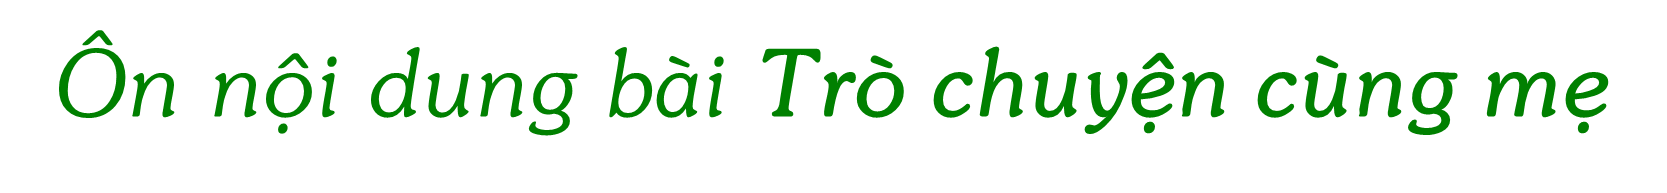 Ôn nội dung bài Trò chuyện cùng mẹ